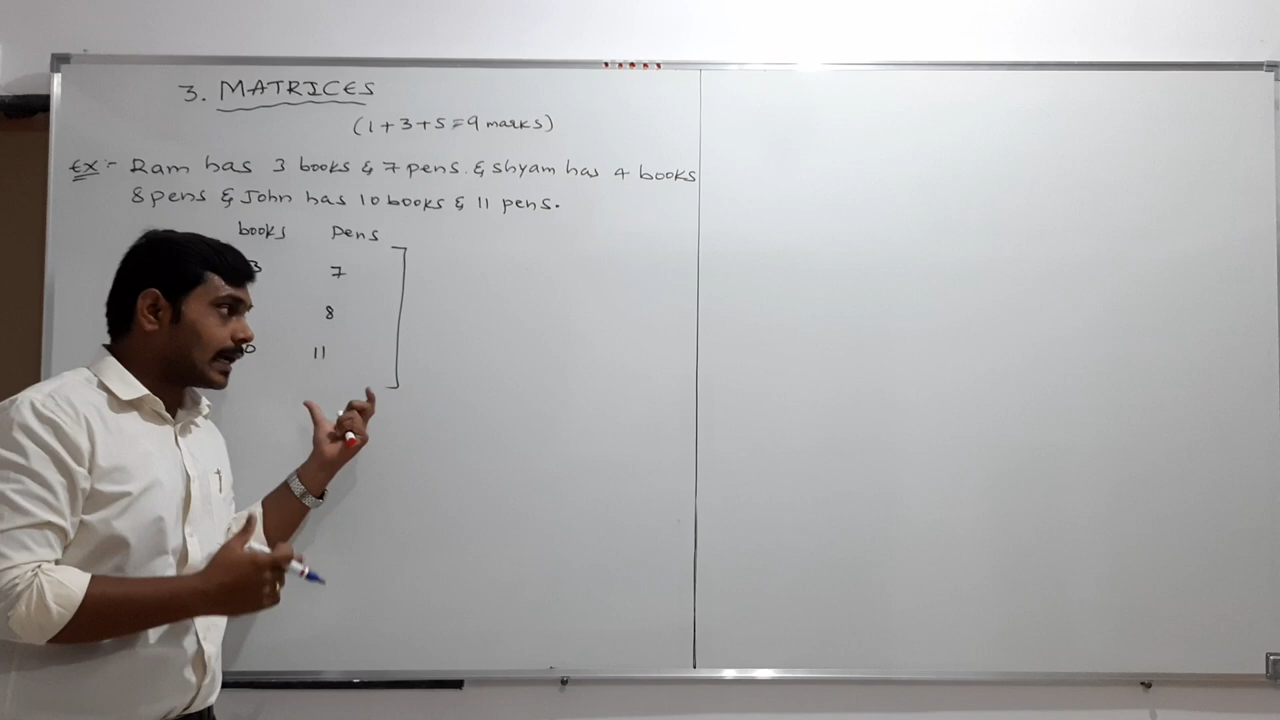 3. MATRICES
(1+3+5=9 marks)
Ex:- Ram has 3 books & 7 pens. & Shyam has 4 books
8 pens & John has 10 books & 11 pens.
books pens
3 7
8
0 11